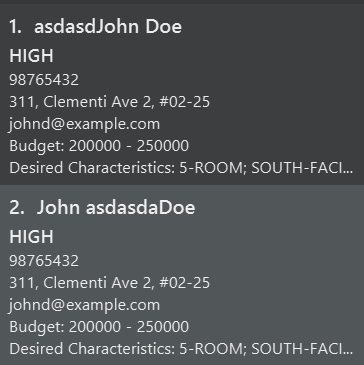 1. asdasdJohn Doe
HIGH
98765432
311, Clementi Ave 2, #02-25
johnd@example.com
Budget: 200000 - 250000
Desired Characteristics: 5-ROOM; SOUTH-FACI...
2. John asdasdaDoe
HIGH
98765432
311, Clementi Ave 2, #02-25
johnd@example.com
Budget: 200000 - 250000
Desired Characteristics: 5-ROOM; SOUTH-FACI...